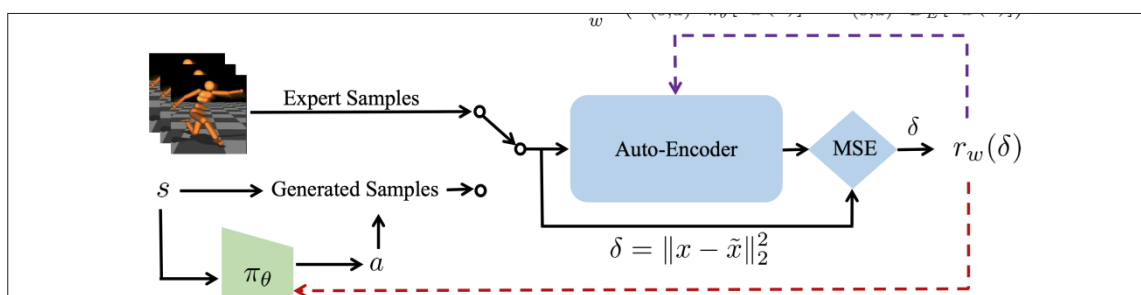 w
Expert Samples
Auto-Encoder
MSE
δ
r_w(δ)
s
Generated Samples
δ = ‖x − x̃‖₂²
π_θ
a